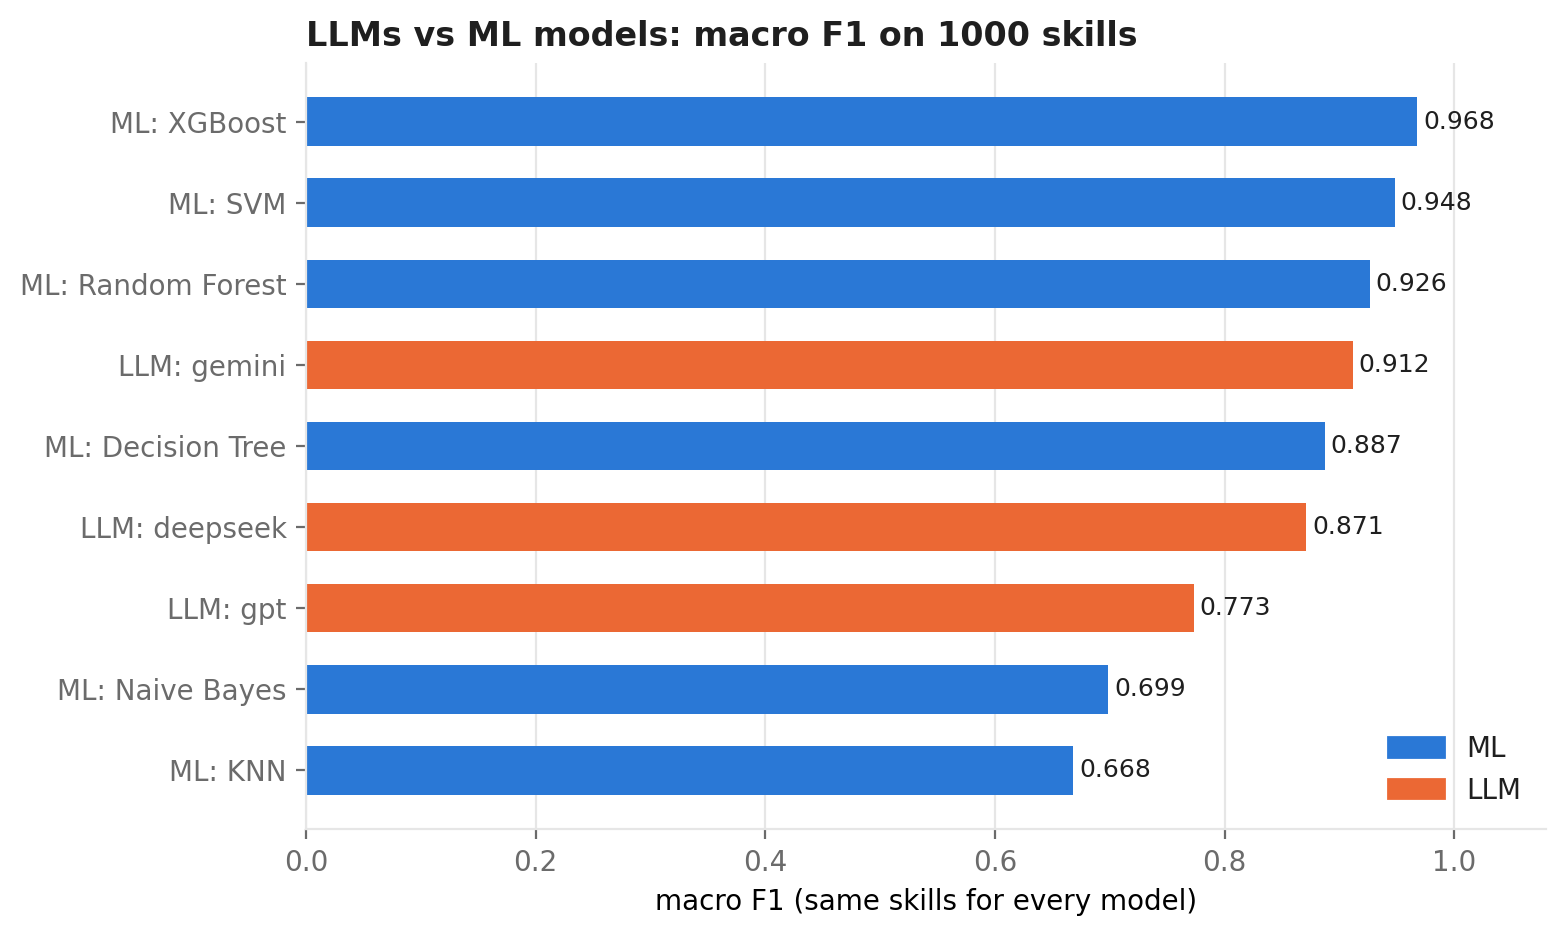 LLMs vs ML models: macro F1 on 1000 skills
ML: XGBoost 0.968
ML: SVM 0.948
ML: Random Forest 0.926
LLM: gemini 0.912
ML: Decision Tree 0.887
LLM: deepseek 0.871
LLM: gpt 0.773
ML: Naive Bayes 0.699
ML: KNN 0.668
ML
LLM
0.0 0.2 0.4 0.6 0.8 1.0
macro F1 (same skills for every model)